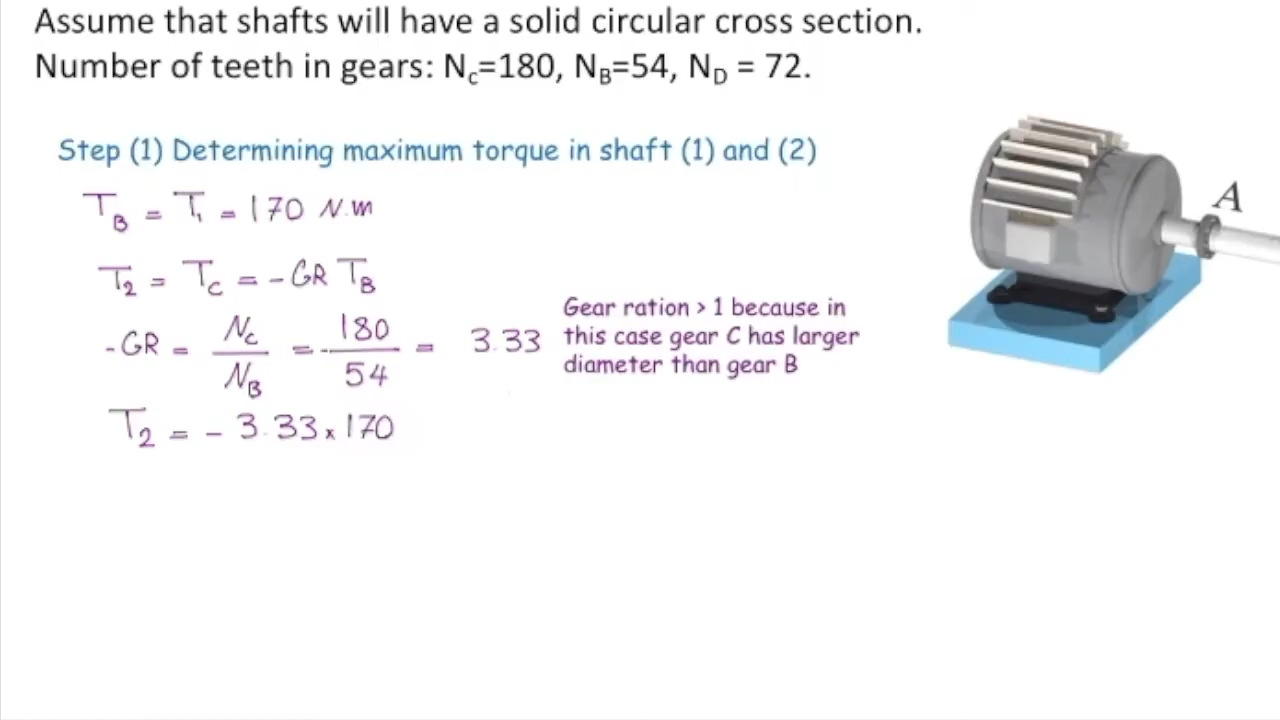 Assume that shafts will have a solid circular cross section.
Number of teeth in gears: Nc=180, NB=54, ND = 72.
Step (1) Determining maximum torque in shaft (1) and (2)
TB = T1 = 170 N.m
A
T2 = TC = - GR TB
-GR = NC / NB = - 180 / 54 = 3.33
Gear ration > 1 because in
this case gear C has larger
diameter than gear B
T2 = - 3.33 x 170